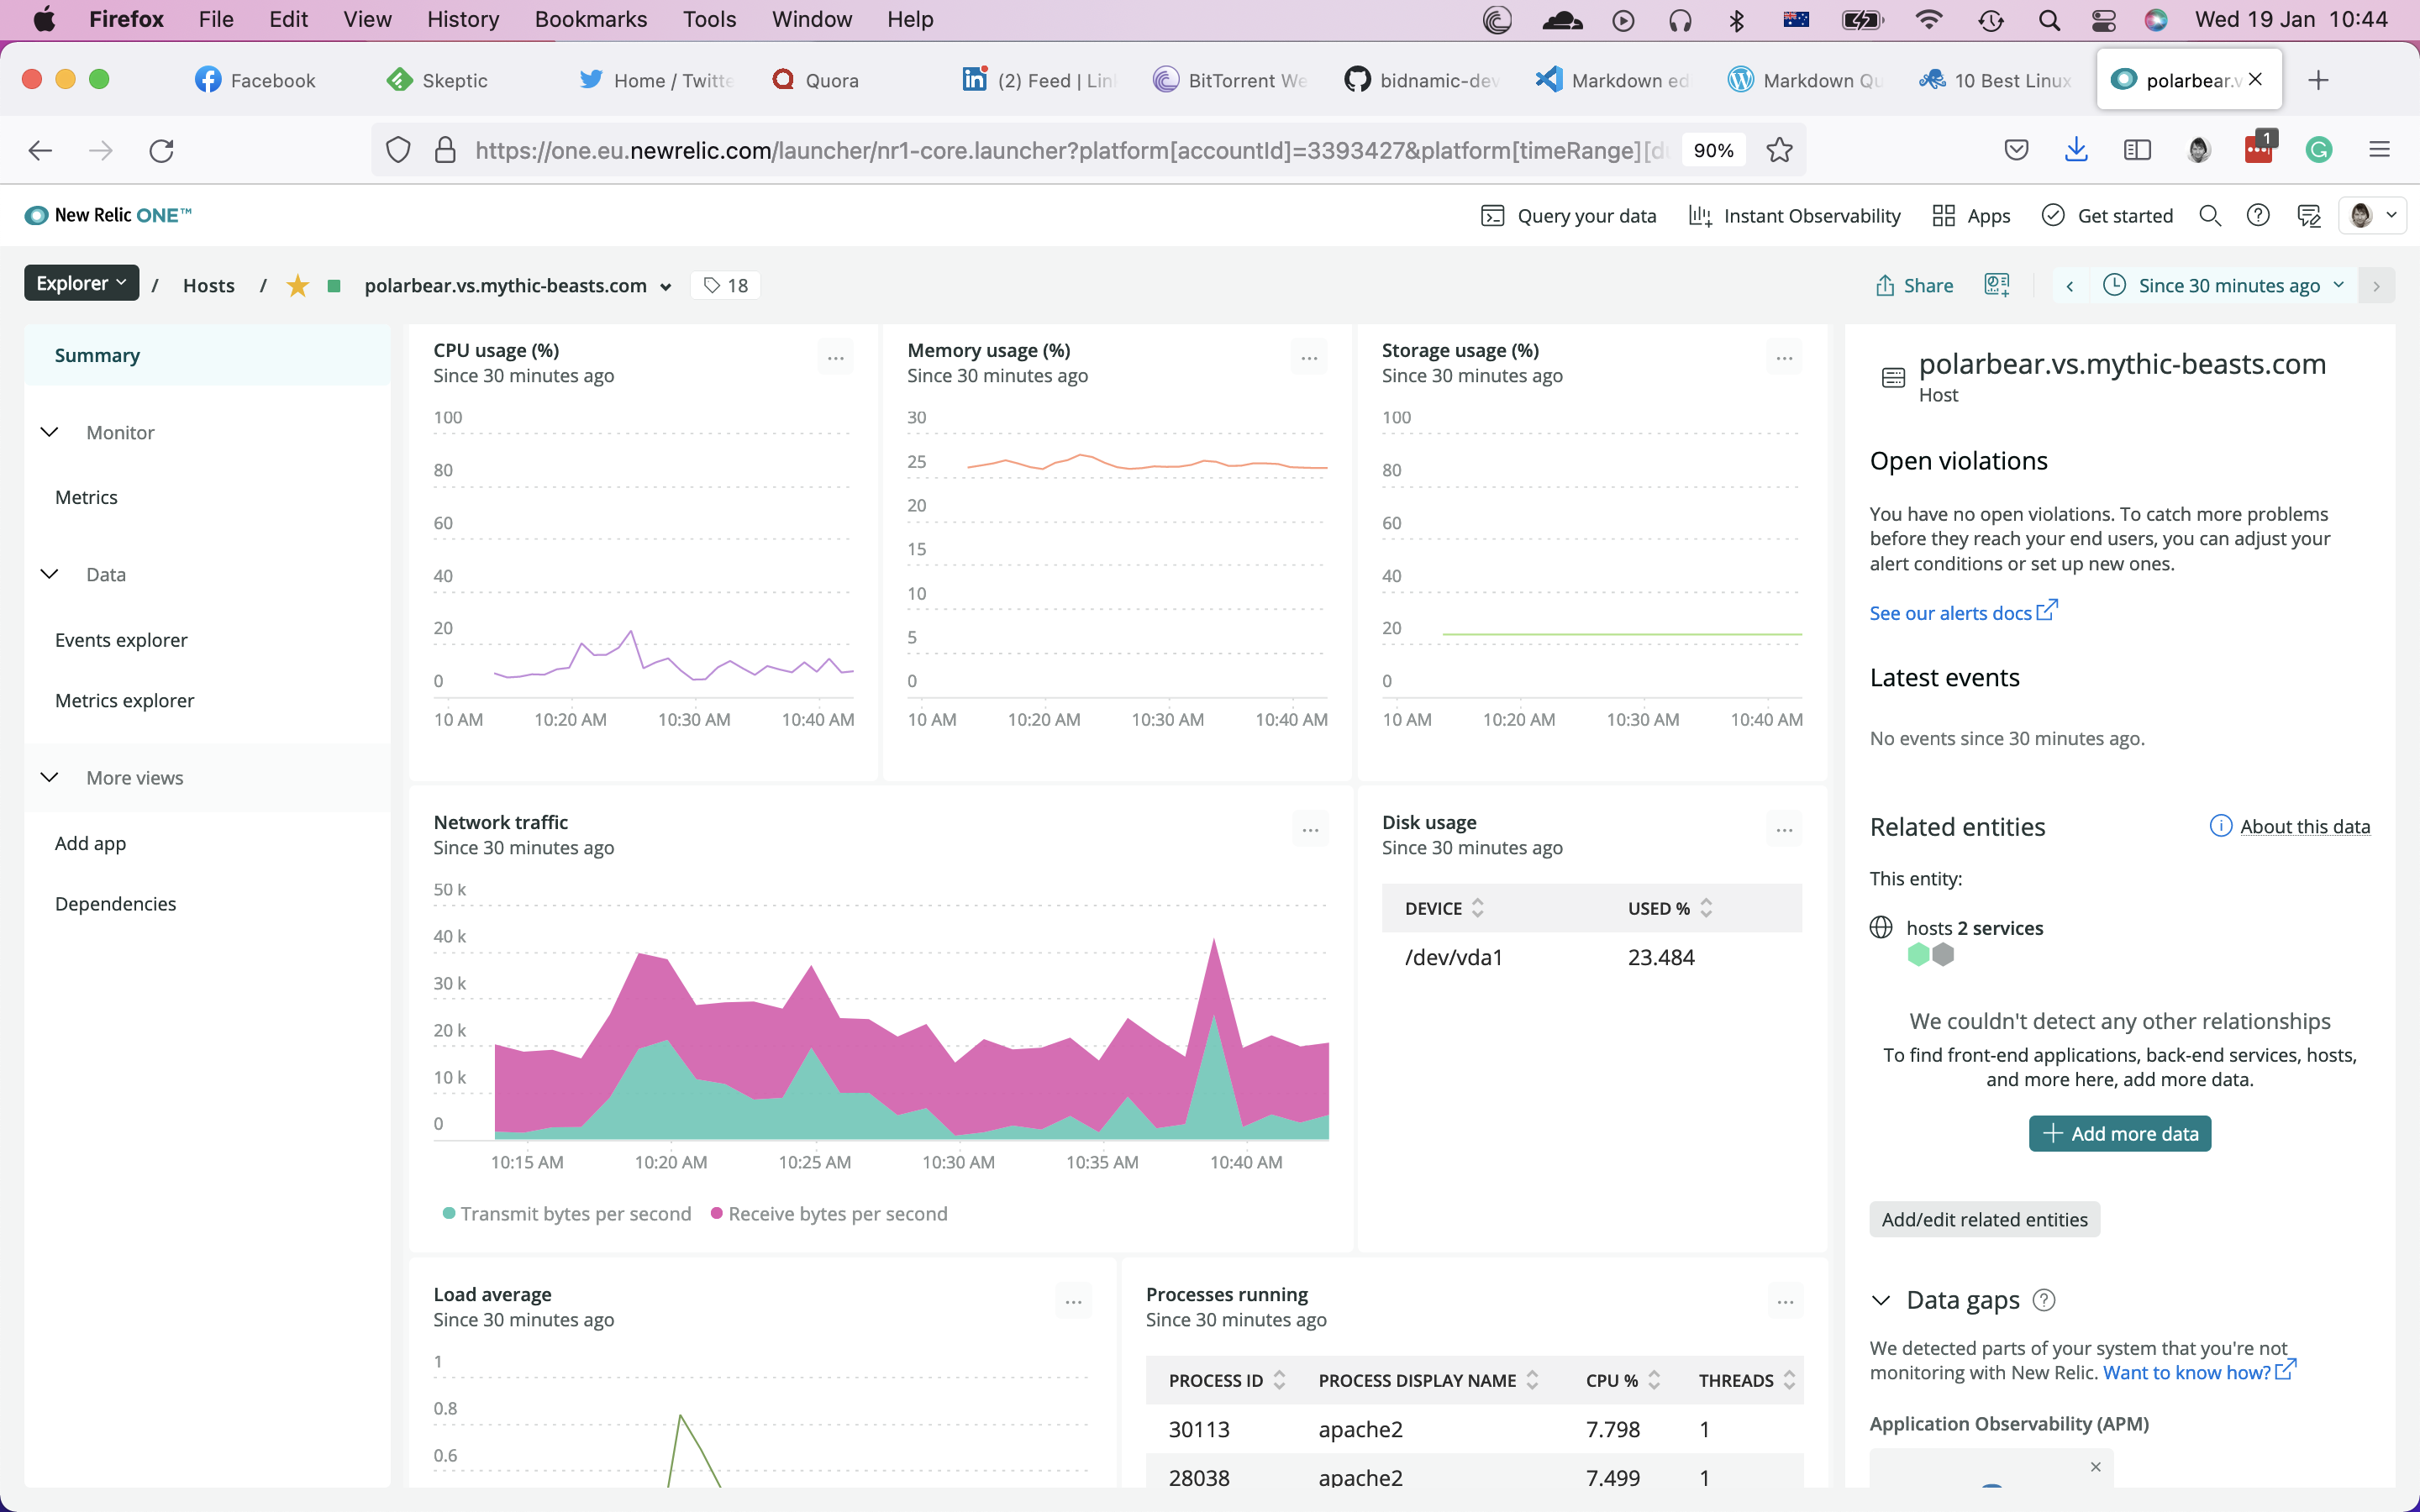 Firefox File Edit View History Bookmarks Tools Window Help Wed 19 Jan 10:44
Facebook Skeptic Home / Twitte Quora (2) Feed | Lin BitTorrent We bidnamic-dev Markdown ed Markdown Qu 10 Best Linux polarbear.v
https://one.eu.newrelic.com/launcher/nr1-core.launcher?platform[accountId]=3393427&platform[timeRange][d 90% 1
New Relic ONE™ Query your data Instant Observability Apps Get started
Explorer / Hosts / polarbear.vs.mythic-beasts.com 18 Share Since 30 minutes ago
Summary
Monitor
Metrics
Data
Events explorer
Metrics explorer
More views
Add app
Dependencies
CPU usage (%)
Since 30 minutes ago
100
80
60
40
20
0
10 AM 10:20 AM 10:30 AM 10:40 AM
Memory usage (%)
Since 30 minutes ago
30
25
20
15
10
5
0
10 AM 10:20 AM 10:30 AM 10:40 AM
Storage usage (%)
Since 30 minutes ago
100
80
60
40
20
0
10 AM 10:20 AM 10:30 AM 10:40 AM
Network traffic
Since 30 minutes ago
50 k
40 k
30 k
20 k
10 k
0
10:15 AM 10:20 AM 10:25 AM 10:30 AM 10:35 AM 10:40 AM
Transmit bytes per second Receive bytes per second
Disk usage
Since 30 minutes ago
DEVICE USED %
/dev/vda1 23.484
Load average
Since 30 minutes ago
1
0.8
0.6
Processes running
Since 30 minutes ago
PROCESS ID PROCESS DISPLAY NAME CPU % THREADS
30113 apache2 7.798 1
28038 apache2 7.499 1
polarbear.vs.mythic-beasts.com
Host
Open violations
You have no open violations. To catch more problems
before they reach your end users, you can adjust your
alert conditions or set up new ones.
See our alerts docs
Latest events
No events since 30 minutes ago.
Related entities About this data
This entity:
hosts 2 services
We couldn't detect any other relationships
To find front-end applications, back-end services, hosts,
and more here, add more data.
Add more data
Add/edit related entities
Data gaps
We detected parts of your system that you're not
monitoring with New Relic. Want to know how?
Application Observability (APM)